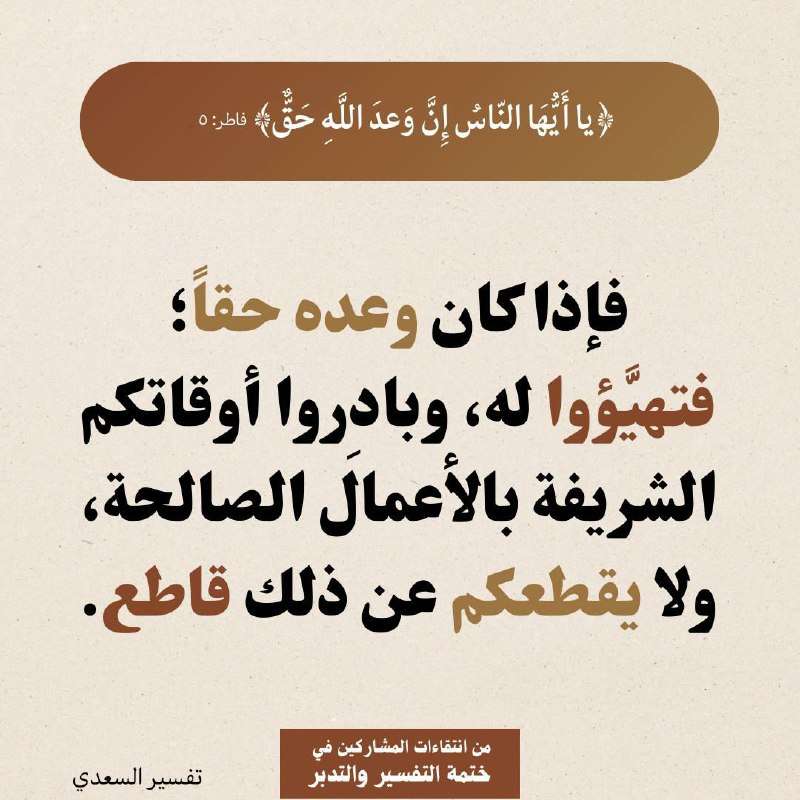 ﴿يا أَيُّهَا النّاسُ إِنَّ وَعدَ اللَّهِ حَقٌّ﴾ فاطر: ٥
فإذا كان وعده حقاً؛
فتهيَّؤوا له، وبادِروا أوقاتكم
الشريفة بالأعمالَ الصالحة،
ولا يقطعكم عن ذلك قاطع.
من انتقاءات المشاركين في
ختمة التفسير والتدبر
تفسير السعدي